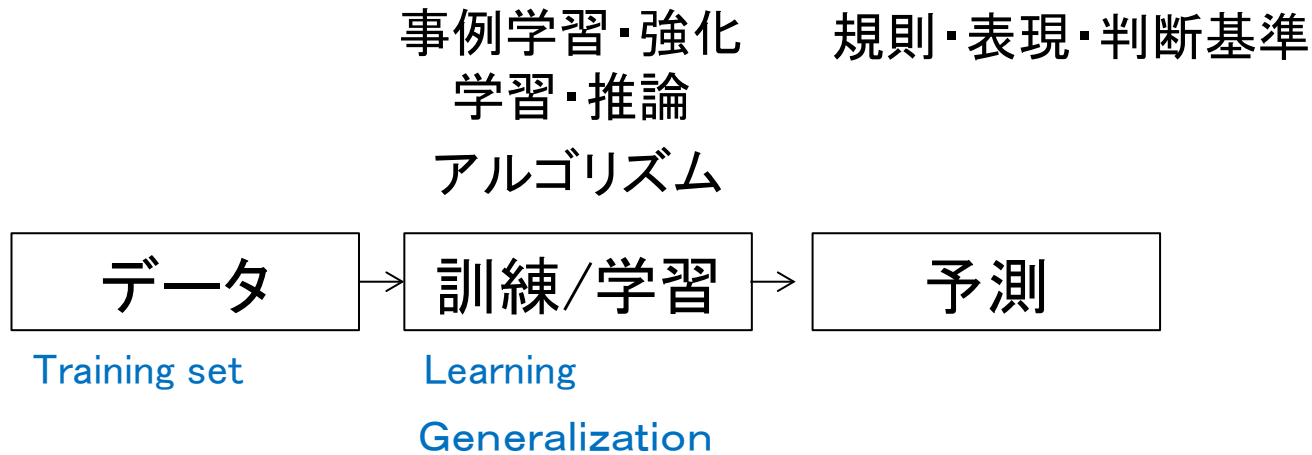 事例学習・強化
学習・推論
アルゴリズム
規則・表現・判断基準
データ
訓練/学習
予測
Training set
Learning
Generalization